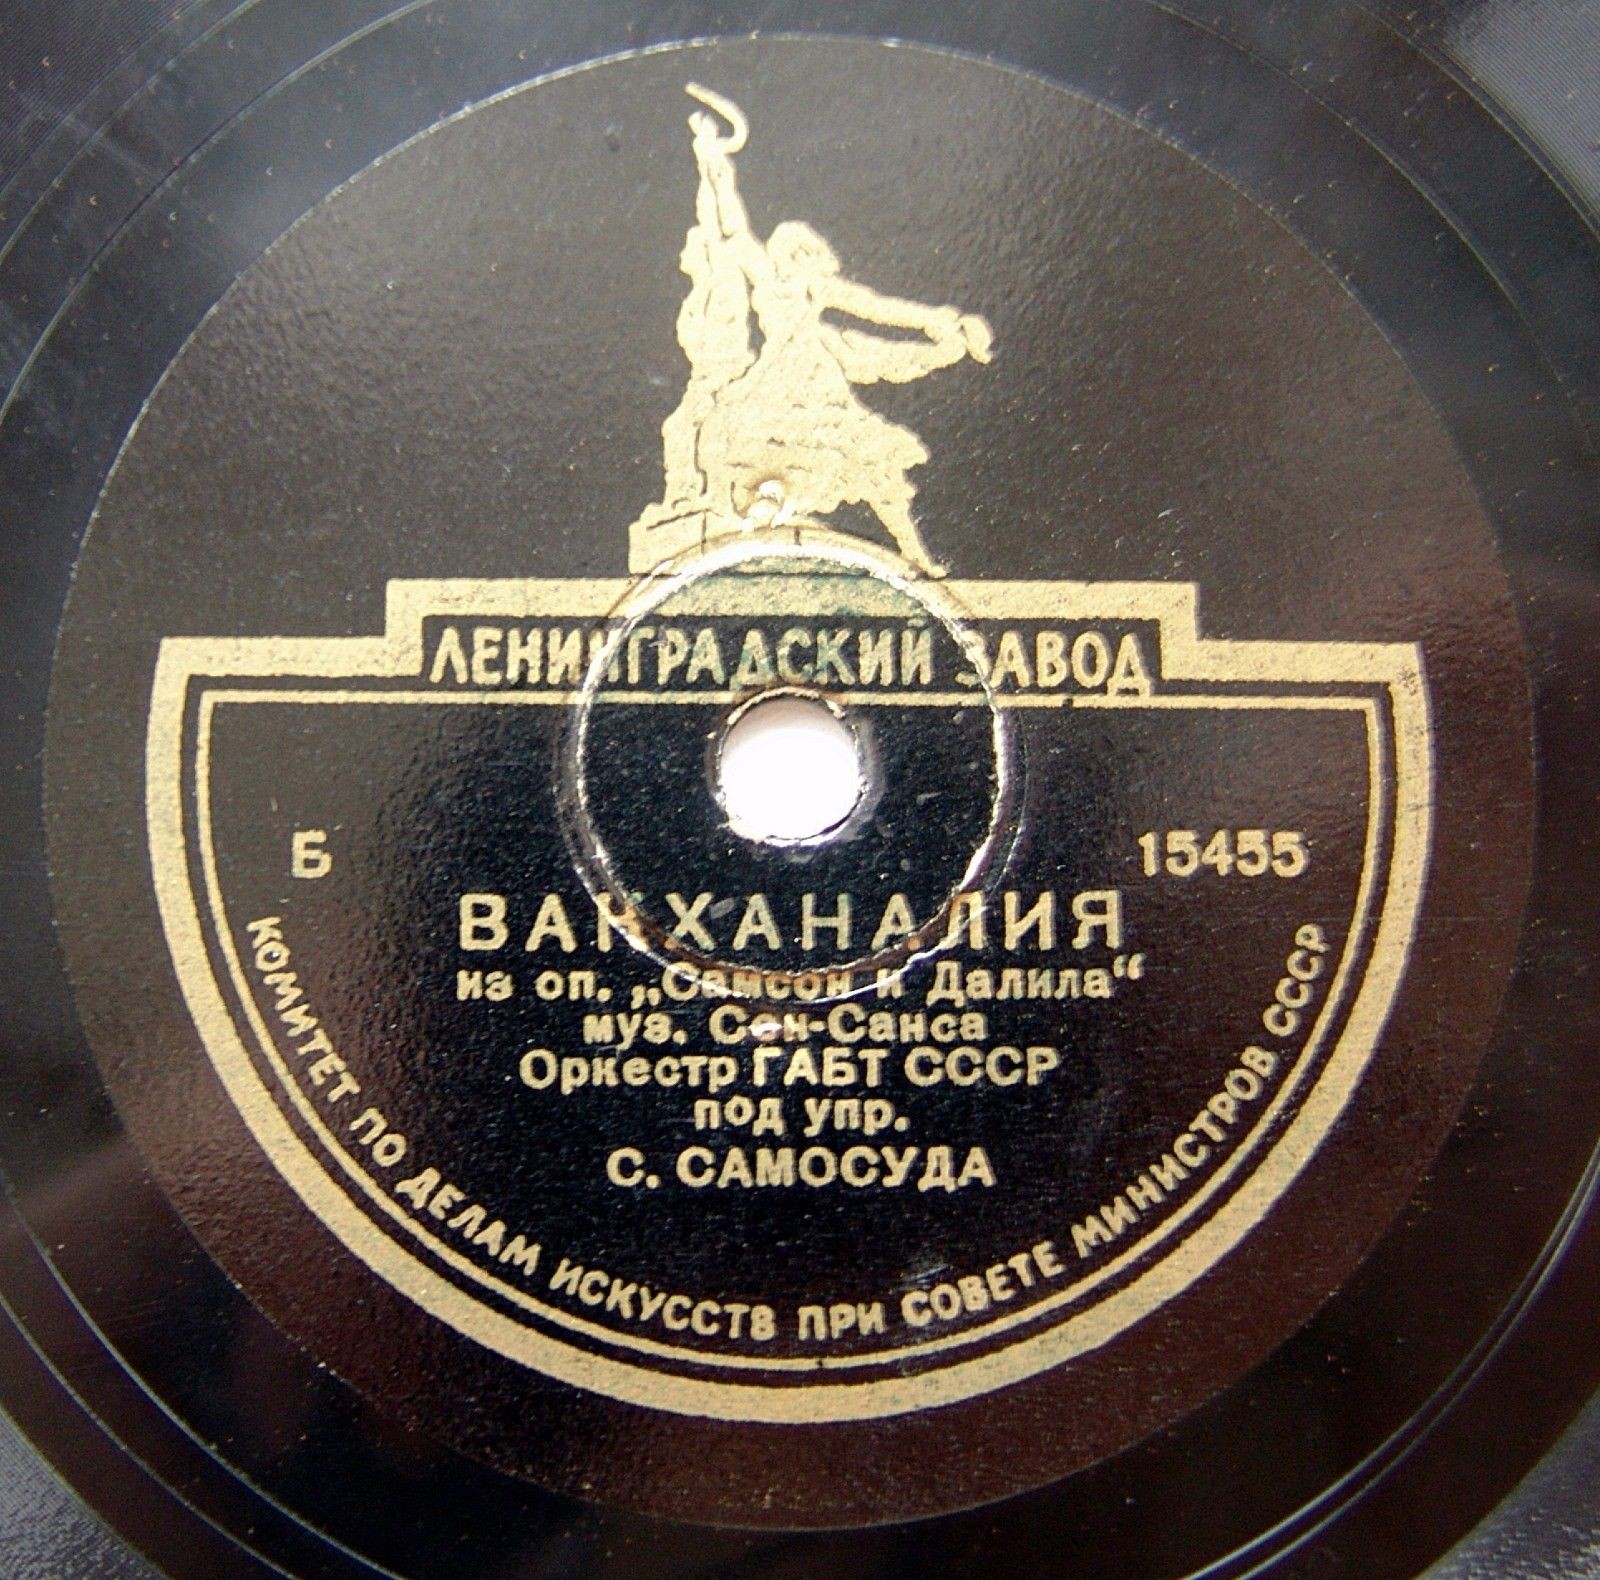 ЛЕНИНГРАДСКИЙ ЗАВОД
Б 15455
ВАКХАНАЛИЯ
из оп. „Самсон и Далила“
муз. Сен-Санса
Оркестр ГАБТ СССР
под упр.
С. САМОСУДА
КОМИТЕТ ПО ДЕЛАМ ИСКУССТВ ПРИ СОВЕТЕ МИНИСТРОВ СССР